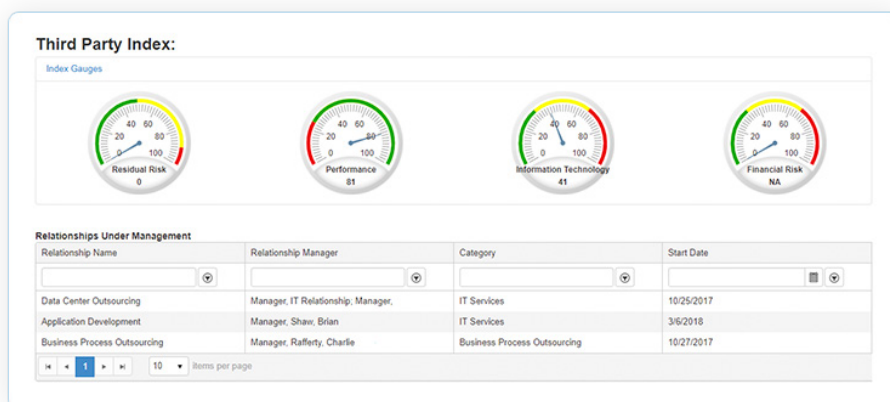 Third Party Index:
Index Gauges
40 60
20 80
0 100
Residual Risk
0
40 60
20 80
0 100
Performance
81
40 60
20 80
0 100
Information Technology
41
40 60
20 80
0 100
Financial Risk
NA
Relationships Under Management
Relationship Name Relationship Manager Category Start Date
Data Center Outsourcing Manager, IT Relationship; Manager, IT Services 10/25/2017
Application Development Manager, Shaw, Brian IT Services 3/6/2018
Business Process Outsourcing Manager, Rafferty, Charlie Business Process Outsourcing 10/27/2017
1 10 items per page